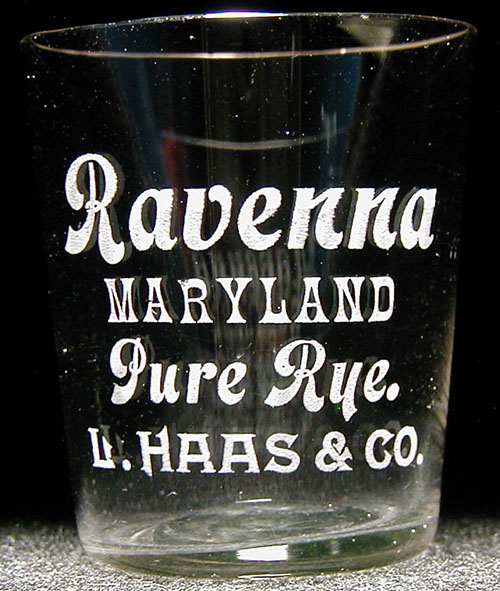 Ravenna
MARYLAND
Pure Rye.
L. HAAS & CO.